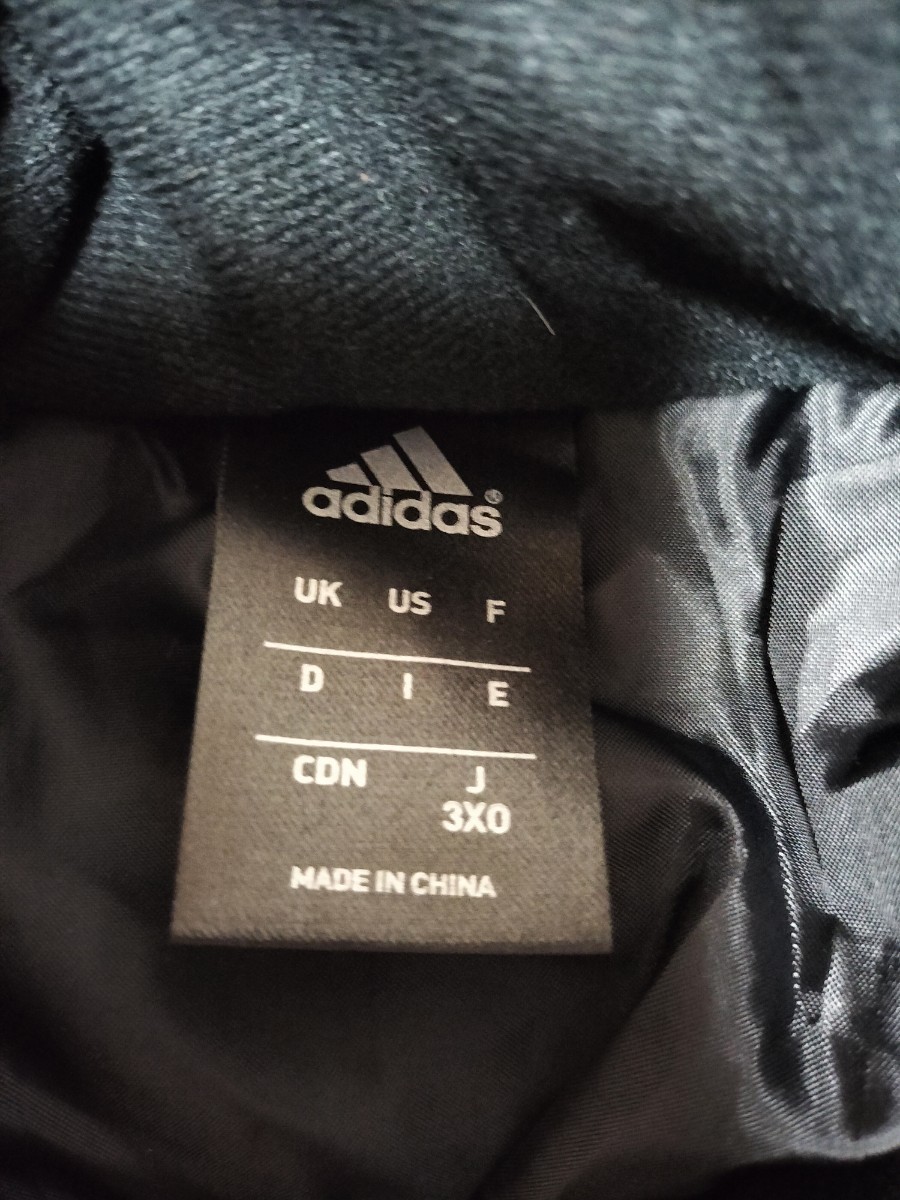 adidas®
UK US F
D I E
CDN J
3XO
MADE IN CHINA